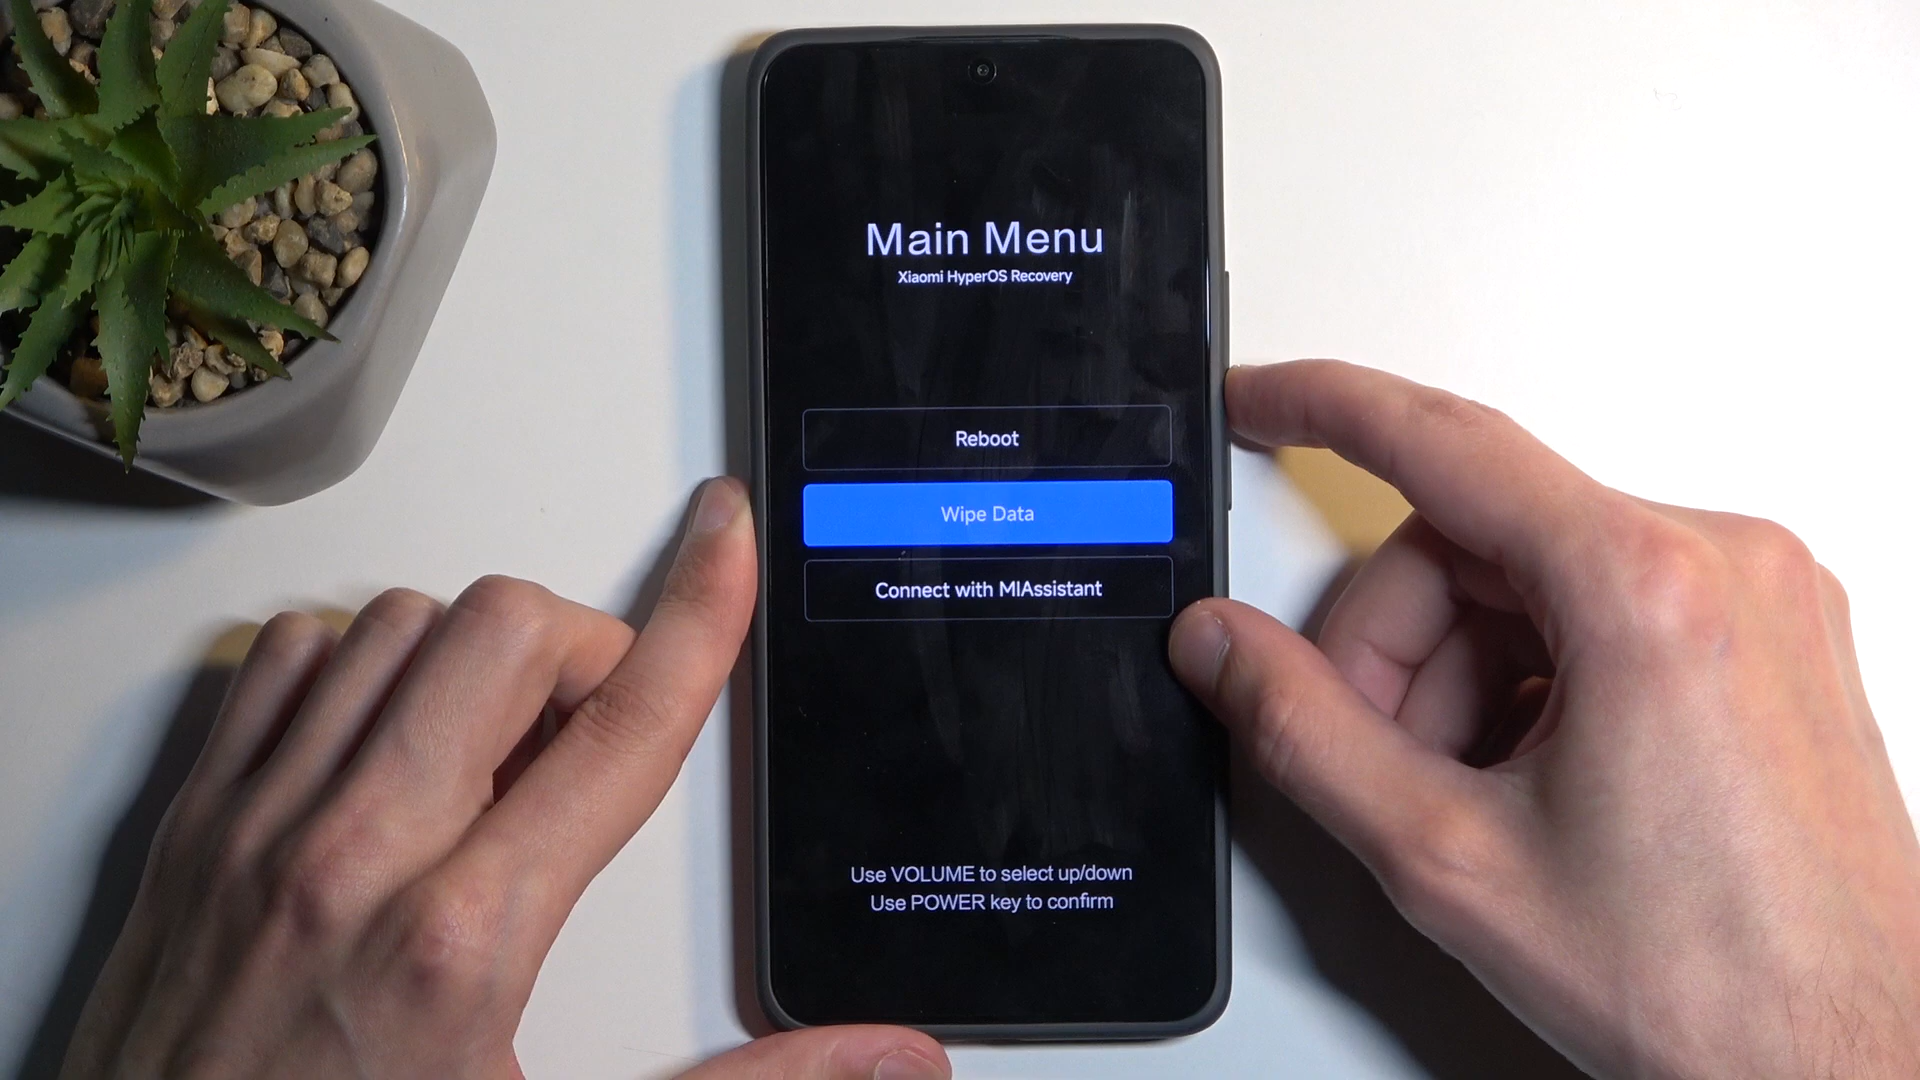 Main Menu
Xiaomi HyperOS Recovery
Reboot
Wipe Data
Connect with MIAssistant
Use VOLUME to select up/down
Use POWER key to confirm